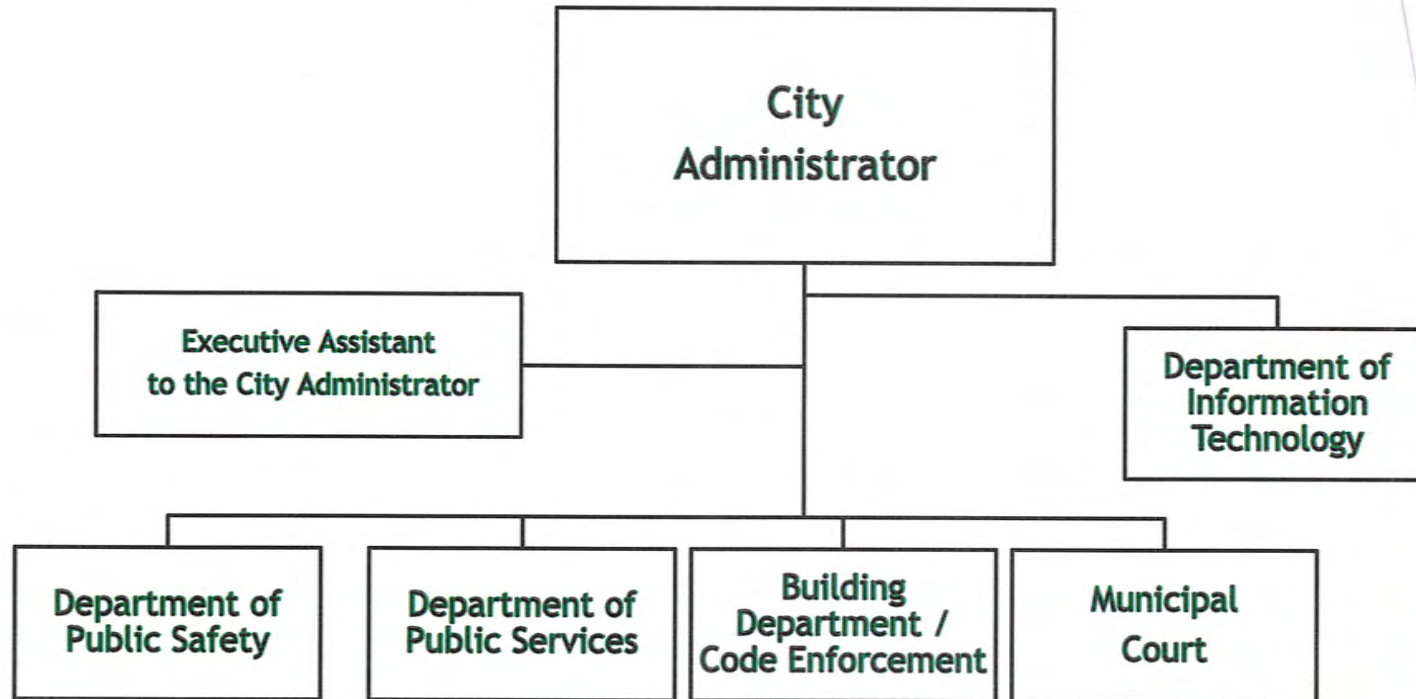 City
Administrator
Executive Assistant
to the City Administrator
Department of
Information
Technology
Department of
Public Safety
Department of
Public Services
Building
Department /
Code Enforcement
Municipal
Court